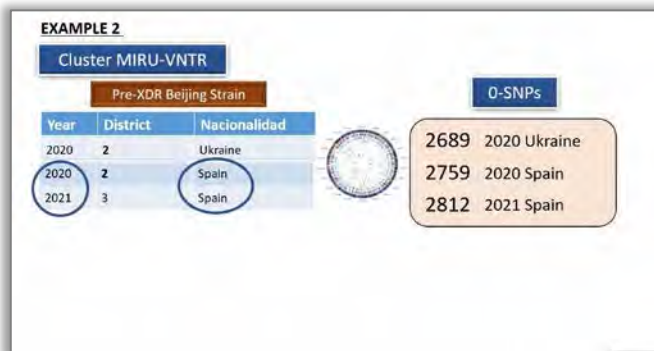 EXAMPLE 2
Cluster MIRU-VNTR
Pre-XDR Beijing Strain
Year District Nacionalidad
2020 2 Ukraine
2020 2 Spain
2021 3 Spain
0-SNPs
2689 2020 Ukraine
2759 2020 Spain
2812 2021 Spain